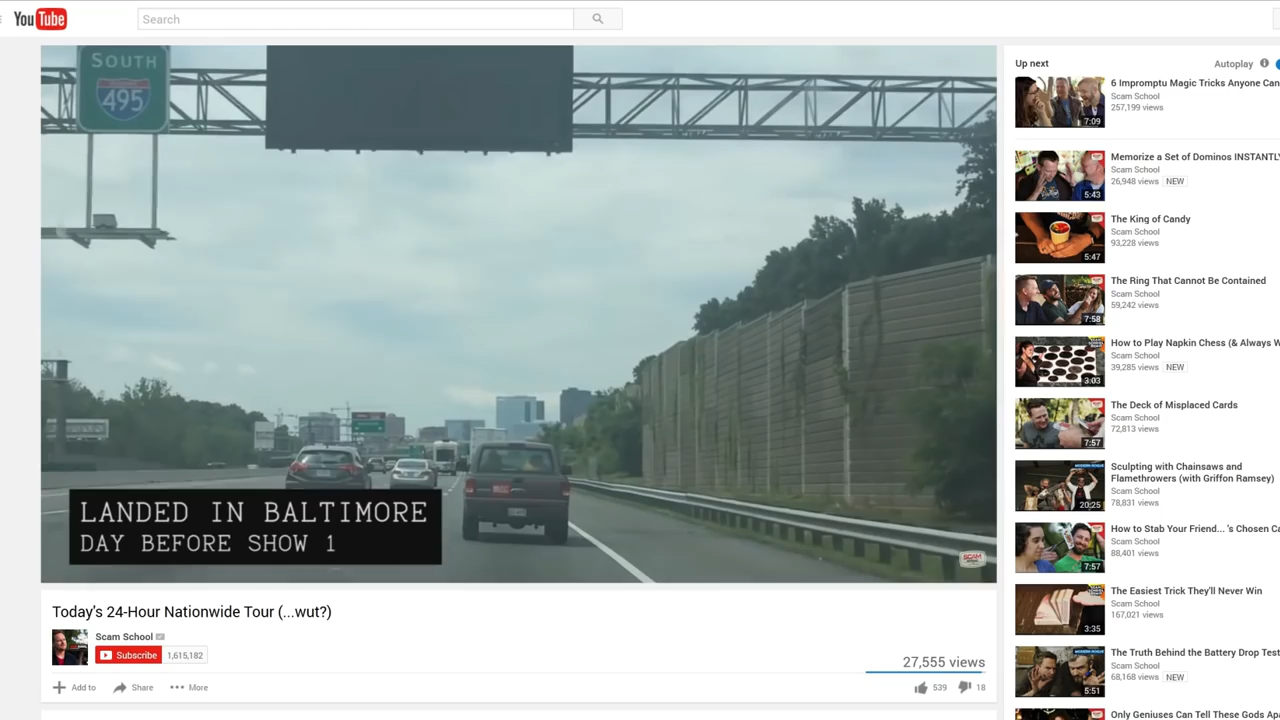 YouTube
Search
SOUTH
495
LANDED IN BALTIMORE
DAY BEFORE SHOW 1
SCAM
Today's 24-Hour Nationwide Tour (...wut?)
Scam School
Subscribe 1,615,182
27,555 views
Add to Share More
539 18
Up next Autoplay
6 Impromptu Magic Tricks Anyone Can
Scam School
257,199 views
7:09
Memorize a Set of Dominos INSTANTLY
Scam School
26,948 views NEW
5:43
The King of Candy
Scam School
93,228 views
5:47
The Ring That Cannot Be Contained
Scam School
59,242 views
7:58
How to Play Napkin Chess (& Always W
Scam School
39,285 views NEW
3:03
The Deck of Misplaced Cards
Scam School
72,813 views
7:57
Sculpting with Chainsaws and
Flamethrowers (with Griffon Ramsey)
Scam School
78,831 views
20:25
How to Stab Your Friend... 's Chosen Ca
Scam School
88,401 views
7:57
The Easiest Trick They'll Never Win
Scam School
167,021 views
3:35
The Truth Behind the Battery Drop Test
Scam School
68,168 views NEW
5:51
Only Geniuses Can Tell These Gods Apa